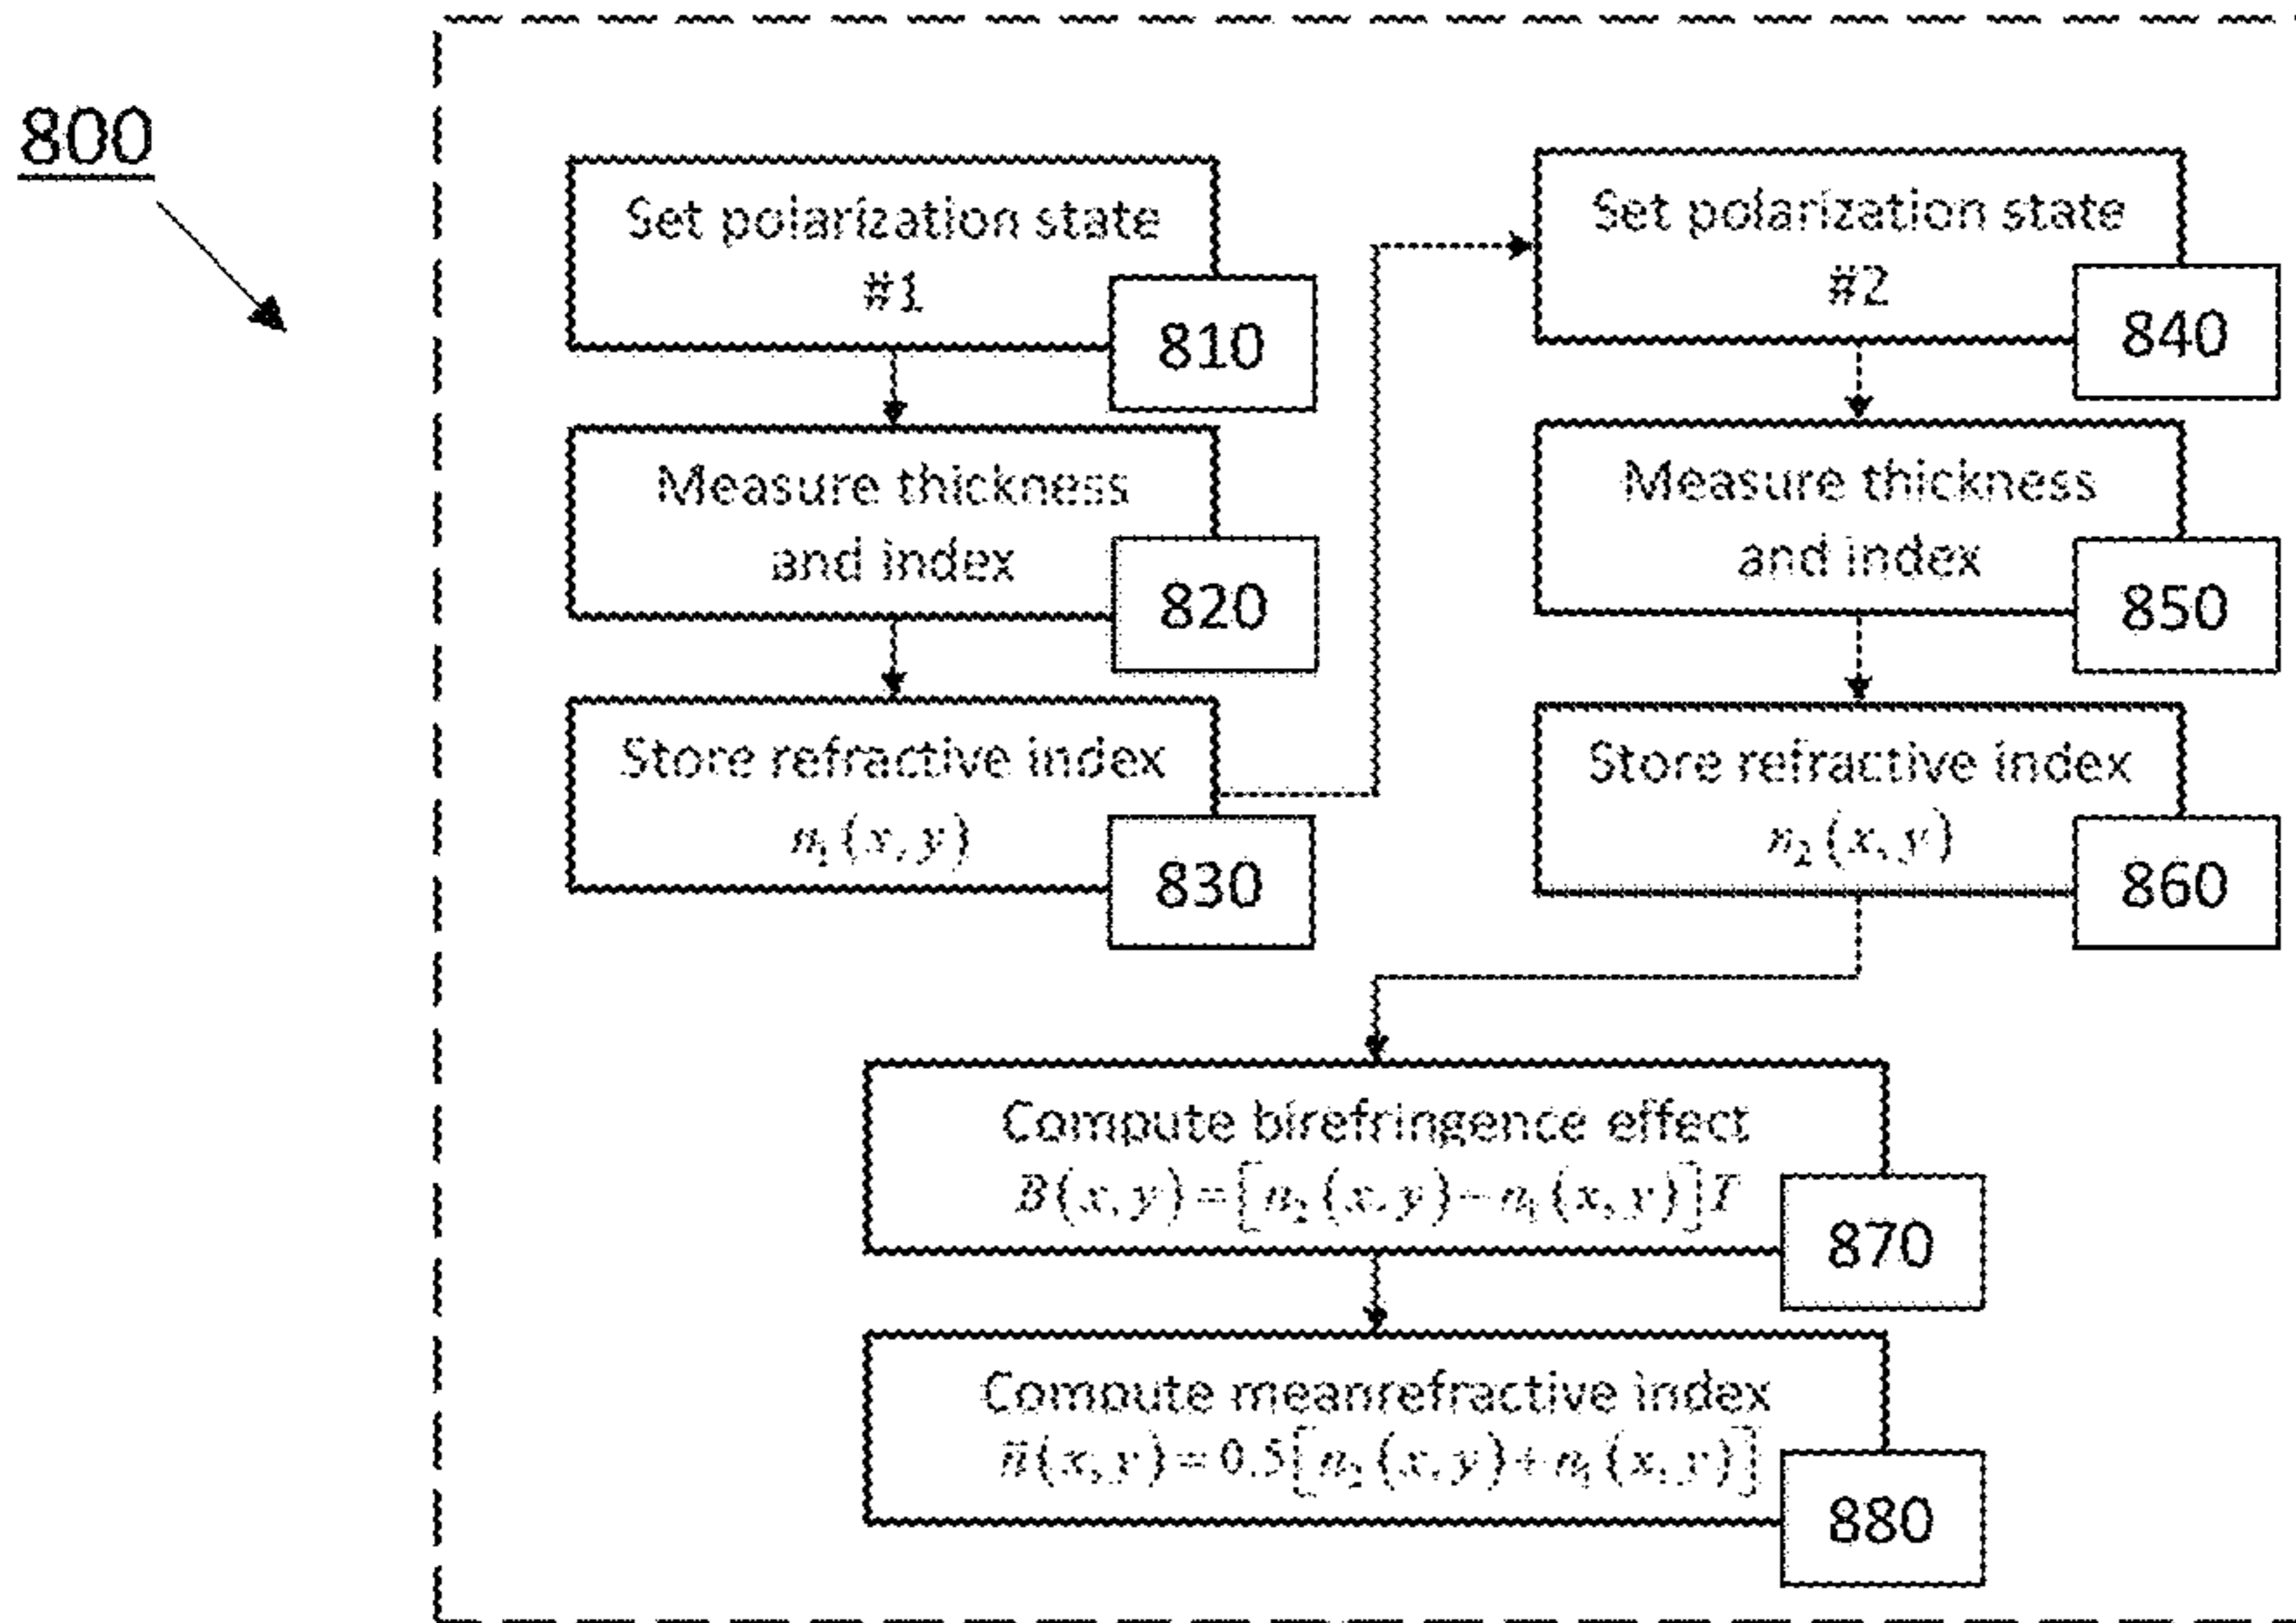 800
Set polarization state
#1
810
Measure thickness
and index
820
Store refractive index
n₁(x,y)
830
Set polarization state
#2
840
Measure thickness
and index
850
Store refractive index
n₂(x,y)
860
Compute birefringence effect
B(x,y)=[n₂(x,y)−n₁(x,y)]T
870
Compute meanrefractive index
n̄(x,y)=0.5[n₂(x,y)+n₁(x,y)]
880